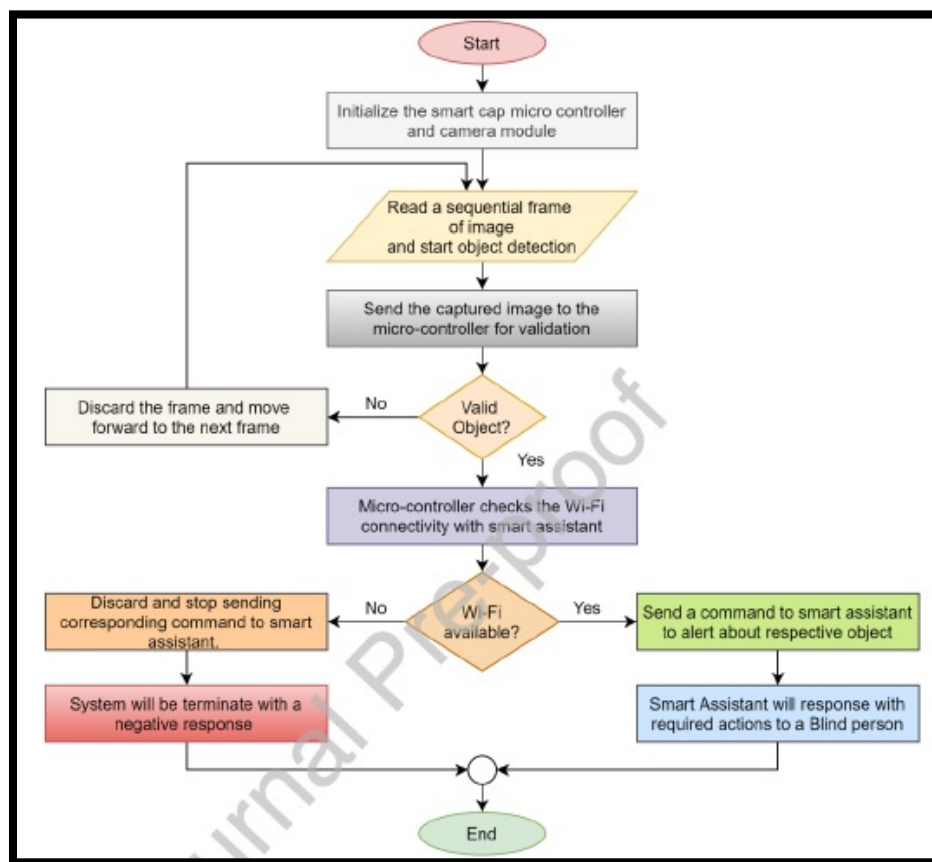 Start
Initialize the smart cap micro controller
and camera module
Read a sequential frame
of image
and start object detection
Send the captured image to the
micro-controller for validation
Discard the frame and move
forward to the next frame
No
Valid
Object?
Yes
Micro-controller checks the Wi-Fi
connectivity with smart assistant
Discard and stop sending
corresponding command to smart
assistant.
No
Wi-Fi
available?
Yes
Send a command to smart assistant
to alert about respective object
System will be terminate with a
negative response
Smart Assistant will response with
required actions to a Blind person
End
urnal Pre-proof